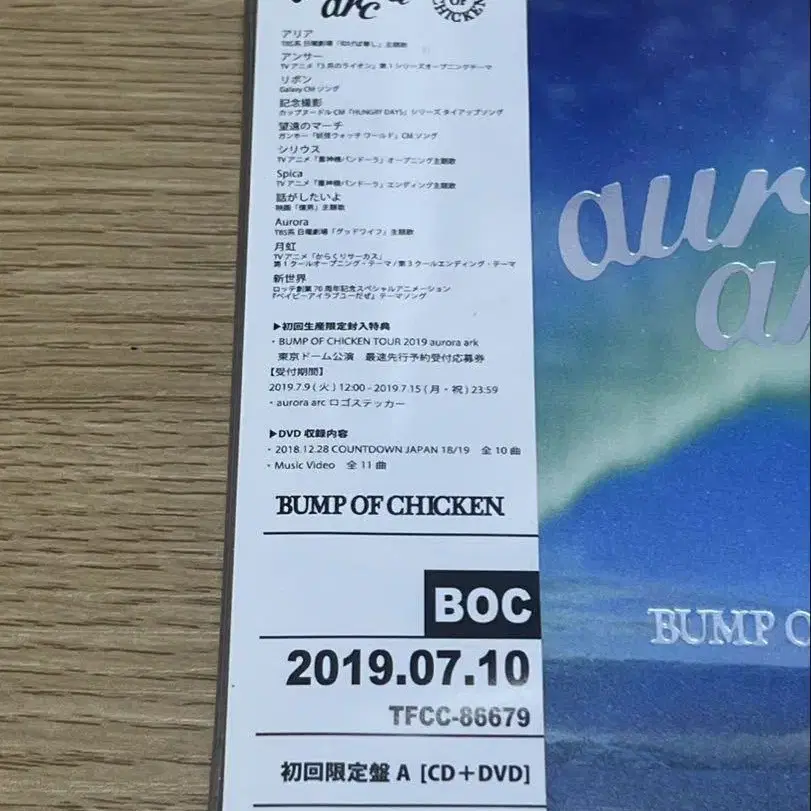 arc
OF
CHICKEN
アリア
TBS系 日曜劇場「仰げば尊し」主題歌
アンサー
TVアニメ「3月のライオン」第1シリーズオープニングテーマ
リボン
Galaxy CMソング
記念撮影
カップヌードルCM「HUNGRY DAYS」シリーズ タイアップソング
望遠のマーチ
ガンホー「妖怪ウォッチ ワールド」CMソング
シリウス
TVアニメ「重神機パンドーラ」オープニング主題歌
Spica
TVアニメ「重神機パンドーラ」エンディング主題歌
話がしたいよ
映画「億男」主題歌
Aurora
TBS系 日曜劇場「グッドワイフ」主題歌
月虹
TVアニメ「からくりサーカス」
第1クールオープニング・テーマ/第3クールエンディング・テーマ
新世界
ロッテ創業70周年記念スペシャルアニメーション
『ベイビーアイラブユーだぜ』テーマソング
▶初回生産限定封入特典
・BUMP OF CHICKEN TOUR 2019 aurora ark
東京ドーム公演 最速先行予約受付応募券
【受付期間】
2019.7.9(火)12:00-2019.7.15(月・祝)23:59
・aurora arc ロゴステッカー
▶DVD 収録内容
・2018.12.28 COUNTDOWN JAPAN 18/19 全10曲
・Music Video 全11曲
BUMP OF CHICKEN
BOC
2019.07.10
TFCC-86679
初回限定盤 A [CD+DVD]
aur
a
BUMP O